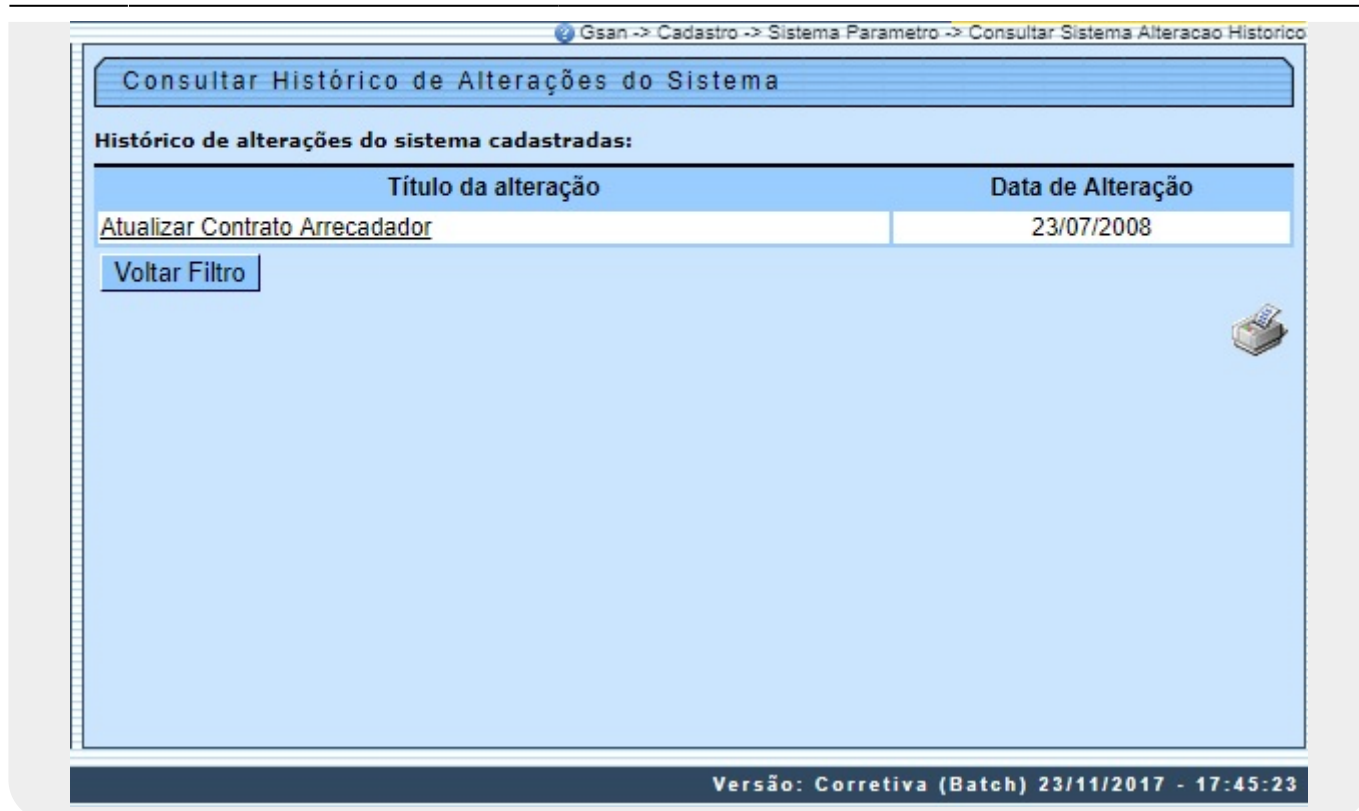 Gsan -> Cadastro -> Sistema Parametro -> Consultar Sistema Alteracao Historico
Consultar Histórico de Alterações do Sistema
Histórico de alterações do sistema cadastradas:
Título da alteração Data de Alteração
Atualizar Contrato Arrecadador 23/07/2008
Voltar Filtro
Versão: Corretiva (Batch) 23/11/2017 - 17:45:23